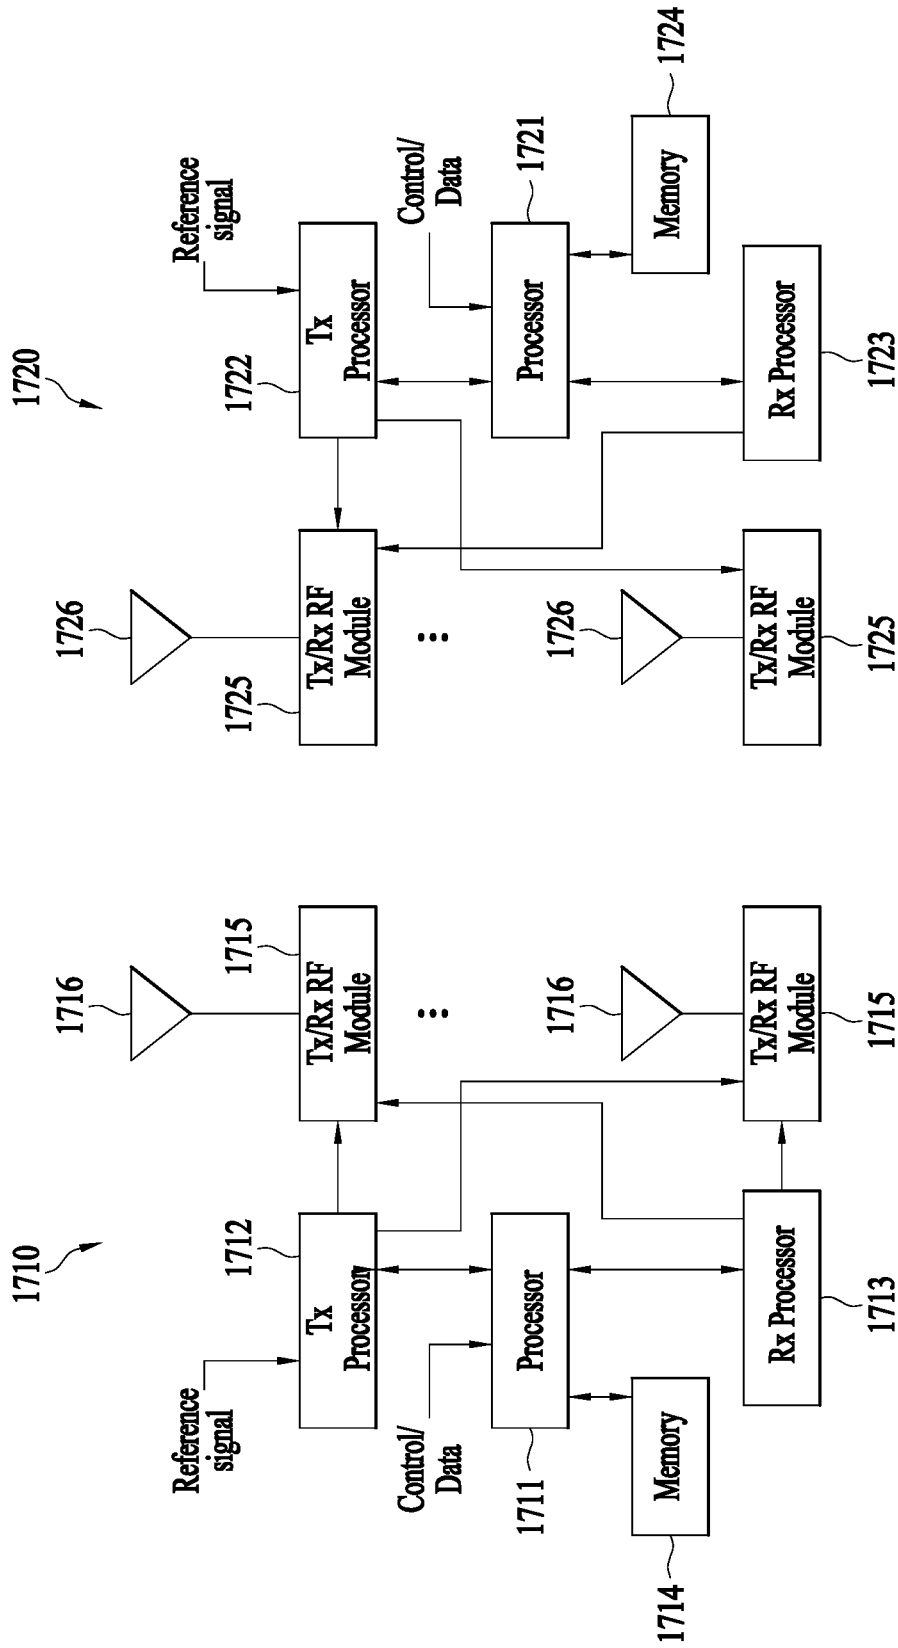 1710
Reference
signal
1712
Tx
Processor
Control/
Data
1711
Processor
1714
Memory
Rx Processor
1713
1716
1715
Tx/Rx RF
Module
...
1716
Tx/Rx RF
Module
1715
1720
1726
1725
Tx/Rx RF
Module
...
1726
Tx/Rx RF
Module
1725
Reference
signal
1722
Tx
Processor
Control/
Data
1721
Processor
1724
Memory
Rx Processor
1723